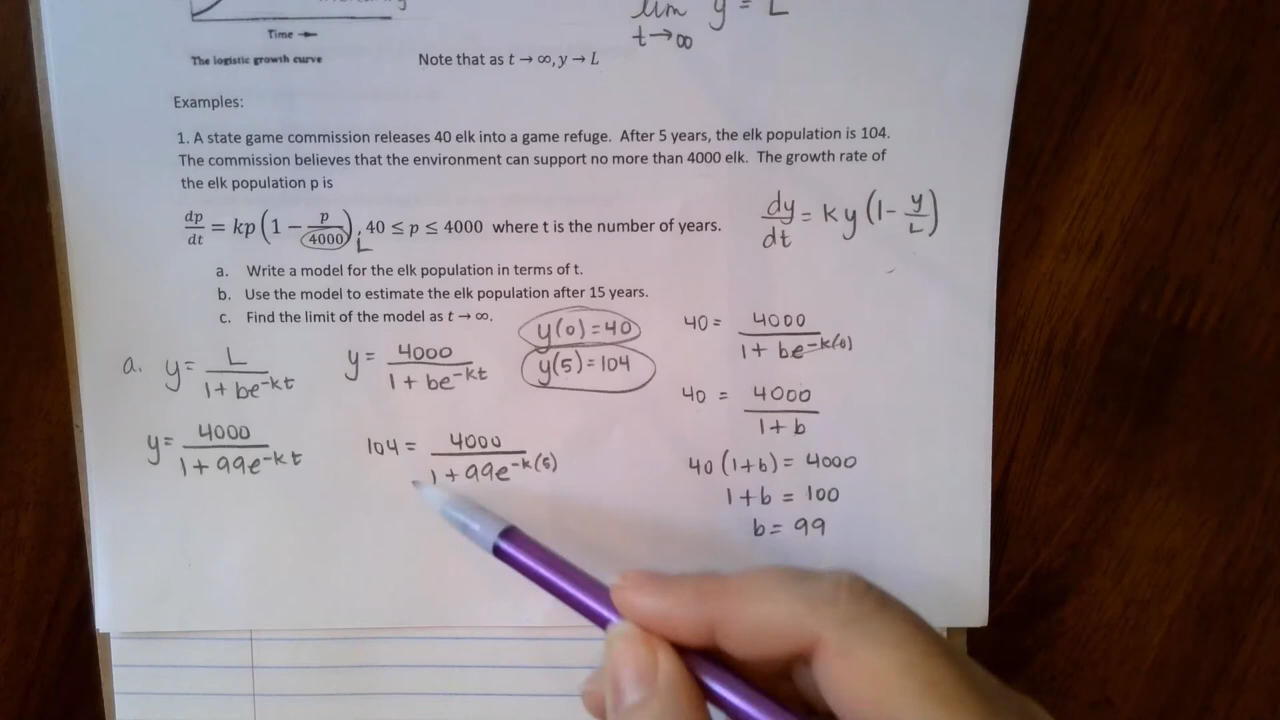 lim y = L
t→∞
Time →
The logistic growth curve
Note that as t → ∞, y → L
Examples:
1. A state game commission releases 40 elk into a game refuge. After 5 years, the elk population is 104.
The commission believes that the environment can support no more than 4000 elk. The growth rate of
the elk population p is
dp/dt = kp(1 − p/4000), 40 ≤ p ≤ 4000 where t is the number of years.
L
dy/dt = ky(1 - y/L)
a. Write a model for the elk population in terms of t.
b. Use the model to estimate the elk population after 15 years.
c. Find the limit of the model as t → ∞.
a. y = L/(1 + be^-kt)
y = 4000/(1 + be^-kt)
y(0) = 40
y(5) = 104
y = 4000/(1 + 99e^-kt)
104 = 4000/(1 + 99e^-k(5))
40 = 4000/(1 + be^-k(0))
40 = 4000/(1 + b)
40(1+b) = 4000
1 + b = 100
b = 99